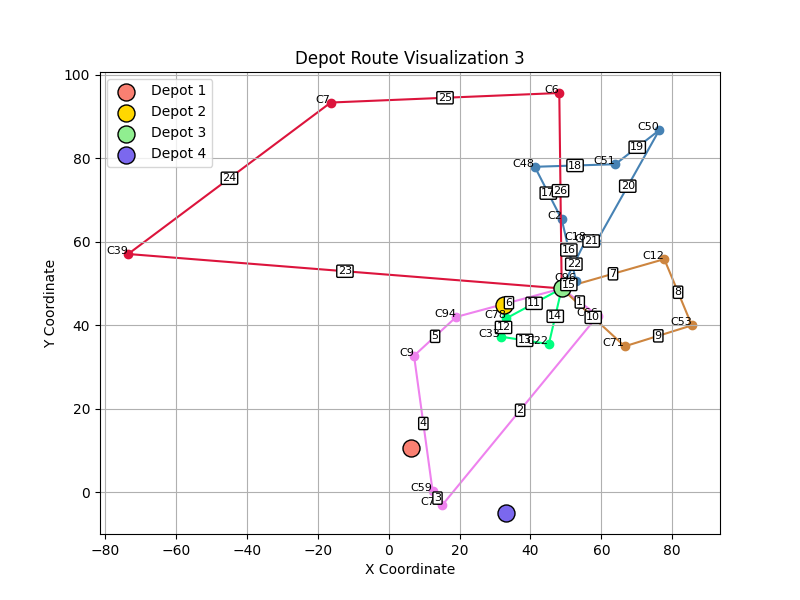 Depot Route Visualization 3
Depot 1
Depot 2
Depot 3
Depot 4
100
80
60
40
20
0
−80
−60
−40
−20
0
20
40
60
80
X Coordinate
Y Coordinate
C7
25
C6
C50
19
C51
18
C48
24
17
26
20
C2
C39
23
C18
21
16
22
15
C12
7
8
C53
9
C71
10
1
14
6
11
C94
12
C33
13
C22
5
C9
4
2
C59
3